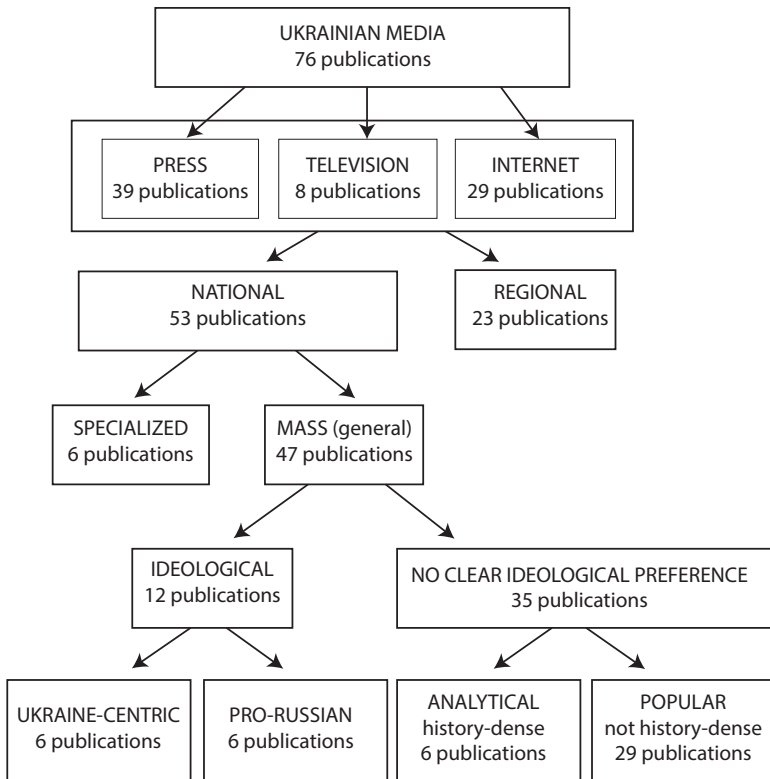 UKRAINIAN MEDIA
76 publications
PRESS
39 publications
TELEVISION
8 publications
INTERNET
29 publications
NATIONAL
53 publications
REGIONAL
23 publications
SPECIALIZED
6 publications
MASS (general)
47 publications
IDEOLOGICAL
12 publications
NO CLEAR IDEOLOGICAL PREFERENCE
35 publications
UKRAINE-CENTRIC
6 publications
PRO-RUSSIAN
6 publications
ANALYTICAL
history-dense
6 publications
POPULAR
not history-dense
29 publications